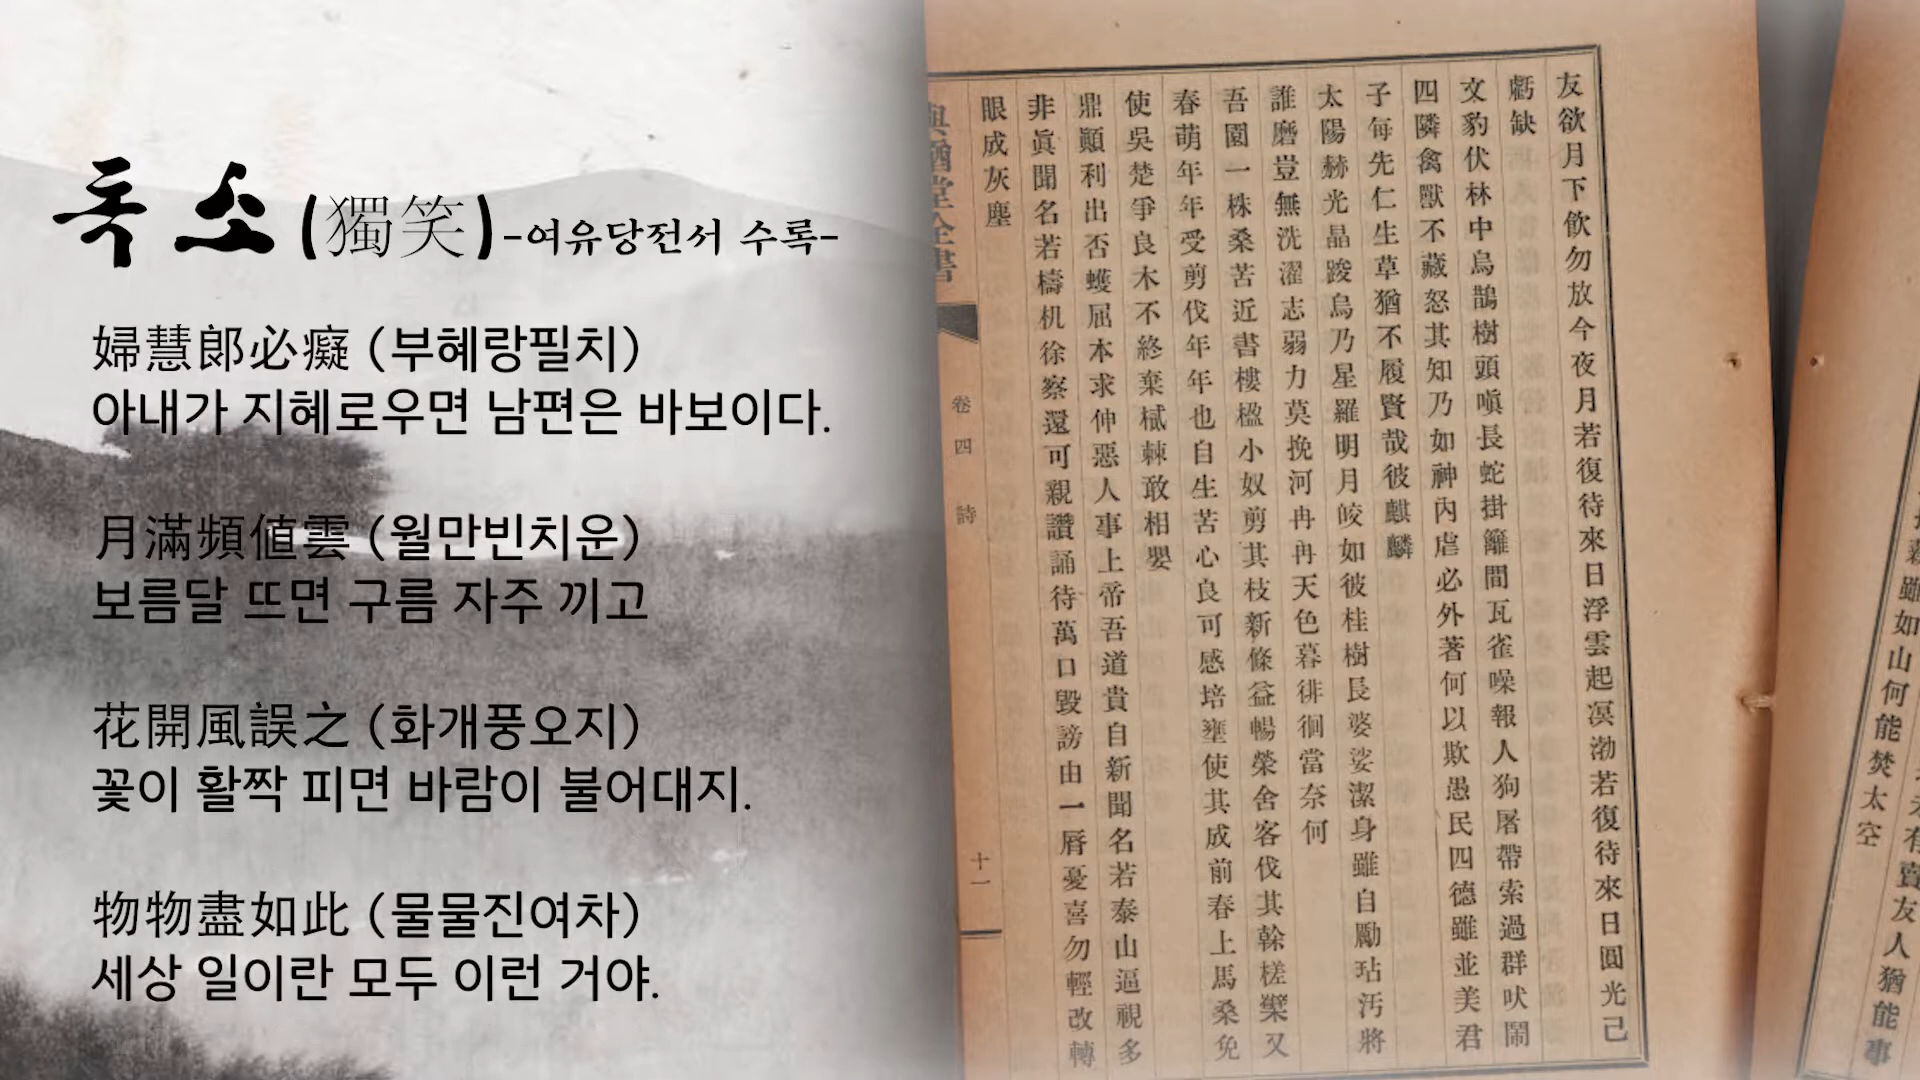 독소(獨笑)-여유당전서 수록-
婦慧郎必癡 (부혜랑필치)
아내가 지혜로우면 남편은 바보이다.
月滿頻値雲 (월만빈치운)
보름달 뜨면 구름 자주 끼고
花開風誤之 (화개풍오지)
꽃이 활짝 피면 바람이 불어대지.
物物盡如此 (물물진여차)
세상 일이란 모두 이런 거야.
友欲月下飮勿放今夜月若復待來日浮雲起溟渤若復待來日圓光己
虧缺
文豹伏林中烏鵲樹頭嗔長蛇掛籬間瓦雀噪報人狗屠帶索過群吠鬧
四隣禽獸不藏怒其知乃如神內虐必外著何以欺愚民四德雖並美君
子每先仁生草猶不履賢哉彼麒麟
太陽赫光晶踆烏乃星羅明月皎如彼桂樹長婆娑潔身雖自勵玷汚將
誰磨豈無洗濯志弱力莫挽河冉冉天色暮徘徊當奈何
吾園一株桑苦近書樓楹小奴剪其枝新條益暢榮舍客伐其榦槎櫱又
春萌年年受剪伐年年也自生苦心良可感培壅使其成前春上馬桑免
使吳楚爭良木不終棄樲棘敢相嬰
鼎顚利出否蠖屈本求伸惡人事上帝吾道貴自新聞名若泰山逼視多
非眞聞名若檮杌徐察還可親讚誦待萬口毀謗由一脣憂喜勿輕改轉
眼成灰塵
與猶堂全書
卷四
詩
十一
雖如山何能焚太空
有賣友人猶能事